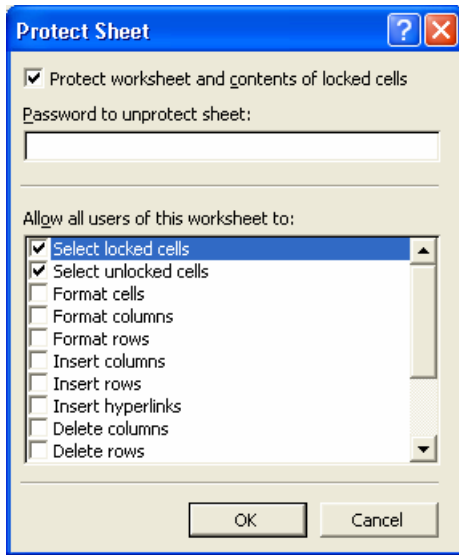 Protect Sheet
Protect worksheet and contents of locked cells
Password to unprotect sheet:
Allow all users of this worksheet to:
Select locked cells
Select unlocked cells
Format cells
Format columns
Format rows
Insert columns
Insert rows
Insert hyperlinks
Delete columns
Delete rows
OK Cancel